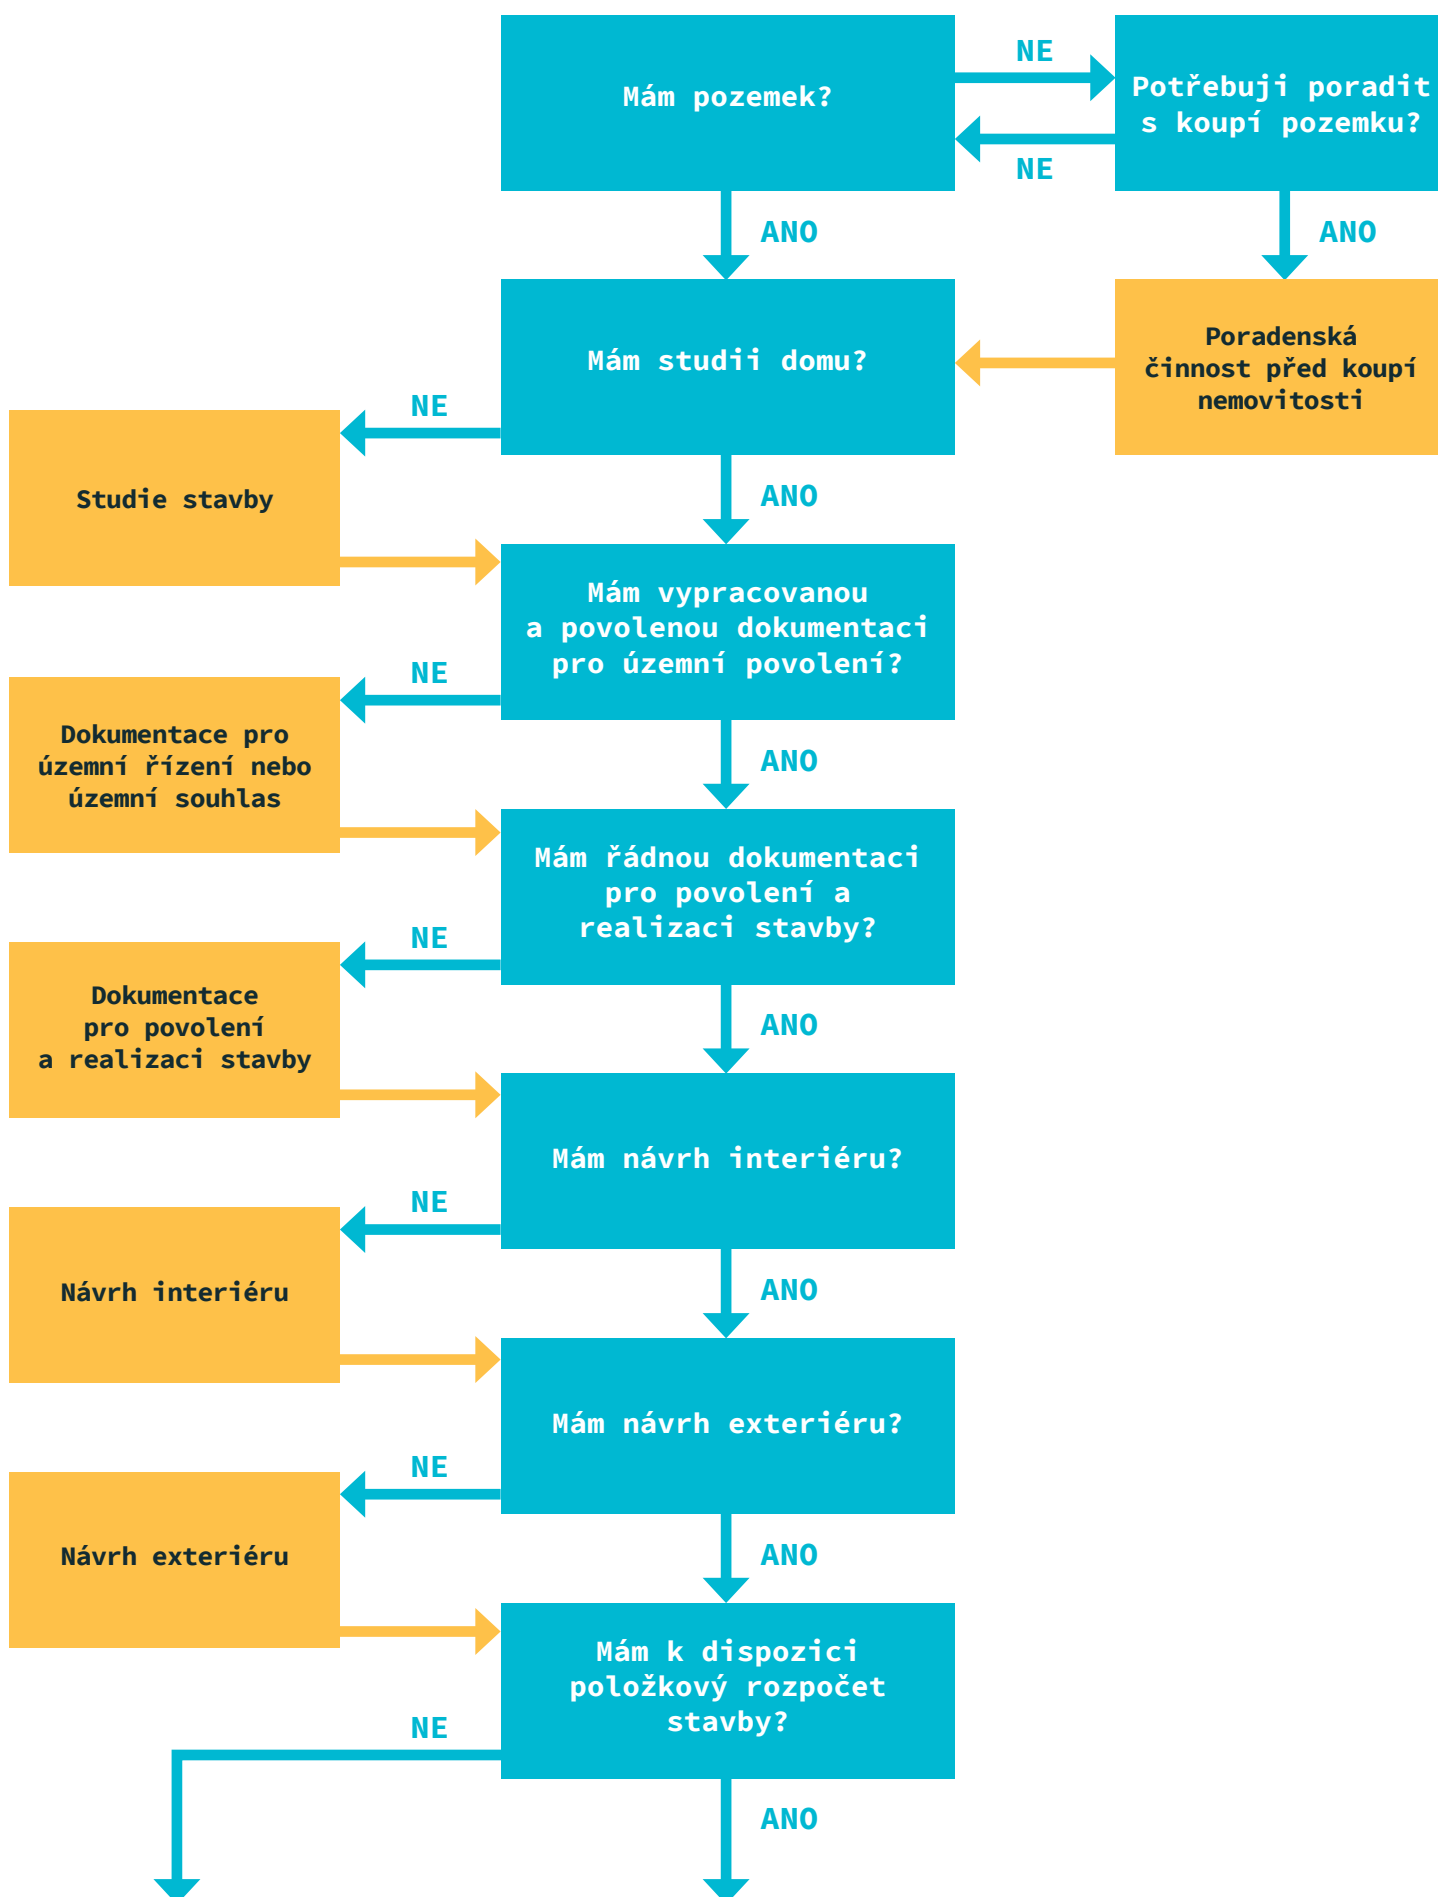 Mám pozemek?
NE
NE
Potřebuji poradit
s koupí pozemku?
ANO
ANO
Mám studii domu?
Poradenská
činnost před koupí
nemovitosti
NE
Studie stavby
ANO
Mám vypracovanou
a povolenou dokumentaci
pro územní povolení?
NE
Dokumentace pro
územní řízení nebo
územní souhlas
ANO
Mám řádnou dokumentaci
pro povolení a
realizaci stavby?
NE
Dokumentace
pro povolení
a realizaci stavby
ANO
Mám návrh interiéru?
NE
Návrh interiéru
ANO
Mám návrh exteriéru?
NE
Návrh exteriéru
ANO
Mám k dispozici
položkový rozpočet
stavby?
NE
ANO